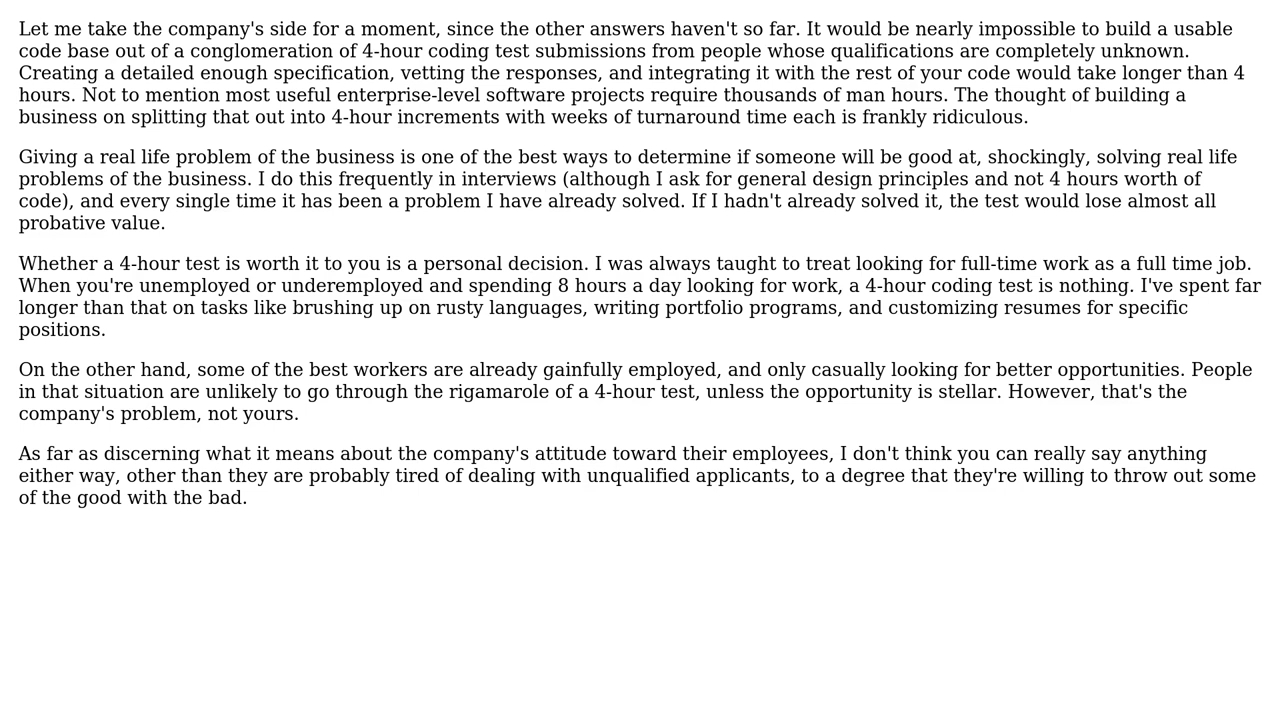 Let me take the company's side for a moment, since the other answers haven't so far. It would be nearly impossible to build a usable
code base out of a conglomeration of 4-hour coding test submissions from people whose qualifications are completely unknown.
Creating a detailed enough specification, vetting the responses, and integrating it with the rest of your code would take longer than 4
hours. Not to mention most useful enterprise-level software projects require thousands of man hours. The thought of building a
business on splitting that out into 4-hour increments with weeks of turnaround time each is frankly ridiculous.
Giving a real life problem of the business is one of the best ways to determine if someone will be good at, shockingly, solving real life
problems of the business. I do this frequently in interviews (although I ask for general design principles and not 4 hours worth of
code), and every single time it has been a problem I have already solved. If I hadn't already solved it, the test would lose almost all
probative value.
Whether a 4-hour test is worth it to you is a personal decision. I was always taught to treat looking for full-time work as a full time job.
When you're unemployed or underemployed and spending 8 hours a day looking for work, a 4-hour coding test is nothing. I've spent far
longer than that on tasks like brushing up on rusty languages, writing portfolio programs, and customizing resumes for specific
positions.
On the other hand, some of the best workers are already gainfully employed, and only casually looking for better opportunities. People
in that situation are unlikely to go through the rigamarole of a 4-hour test, unless the opportunity is stellar. However, that's the
company's problem, not yours.
As far as discerning what it means about the company's attitude toward their employees, I don't think you can really say anything
either way, other than they are probably tired of dealing with unqualified applicants, to a degree that they're willing to throw out some
of the good with the bad.